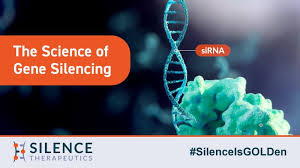 The Science of
Gene Silencing
siRNA
SILENCE
THERAPEUTICS
#SilenceIsGOLDen